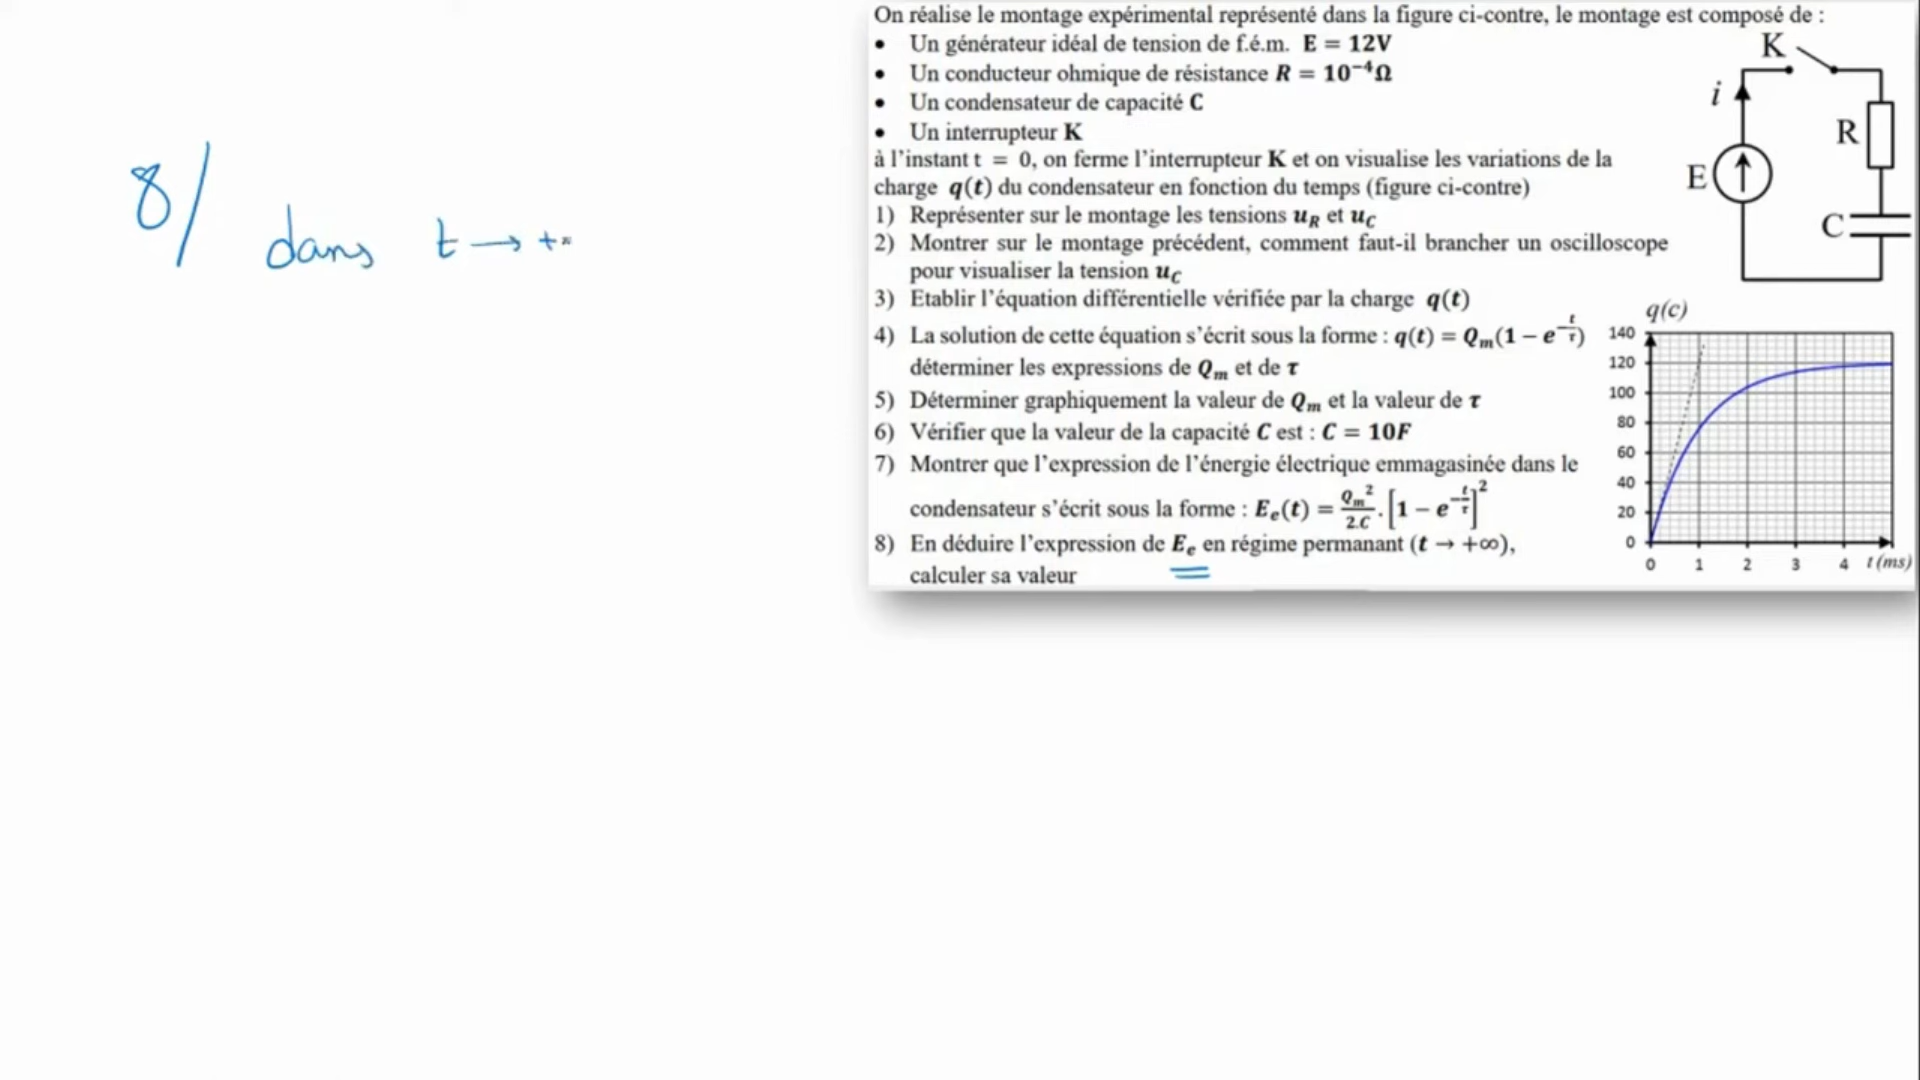 8/
dans t → +∞
On réalise le montage expérimental représenté dans la figure ci-contre, le montage est composé de :
• Un générateur idéal de tension de f.é.m. E = 12V
• Un conducteur ohmique de résistance R = 10⁻⁴Ω
• Un condensateur de capacité C
• Un interrupteur K
à l'instant t = 0, on ferme l'interrupteur K et on visualise les variations de la
charge q(t) du condensateur en fonction du temps (figure ci-contre)
1) Représenter sur le montage les tensions u_R et u_C
2) Montrer sur le montage précédent, comment faut-il brancher un oscilloscope
pour visualiser la tension u_C
3) Etablir l'équation différentielle vérifiée par la charge q(t)
4) La solution de cette équation s'écrit sous la forme : q(t) = Q_m(1 − e^(−t/τ))
déterminer les expressions de Q_m et de τ
5) Déterminer graphiquement la valeur de Q_m et la valeur de τ
6) Vérifier que la valeur de la capacité C est : C = 10F
7) Montrer que l'expression de l'énergie électrique emmagasinée dans le
condensateur s'écrit sous la forme : E_e(t) = Q_m²/2.C . [1 − e^(−t/τ)]²
8) En déduire l'expression de E_e en régime permanant (t → +∞),
calculer sa valeur
K
i
R
E
C
q(c)
140
120
100
80
60
40
20
0
0 1 2 3 4 t(ms)